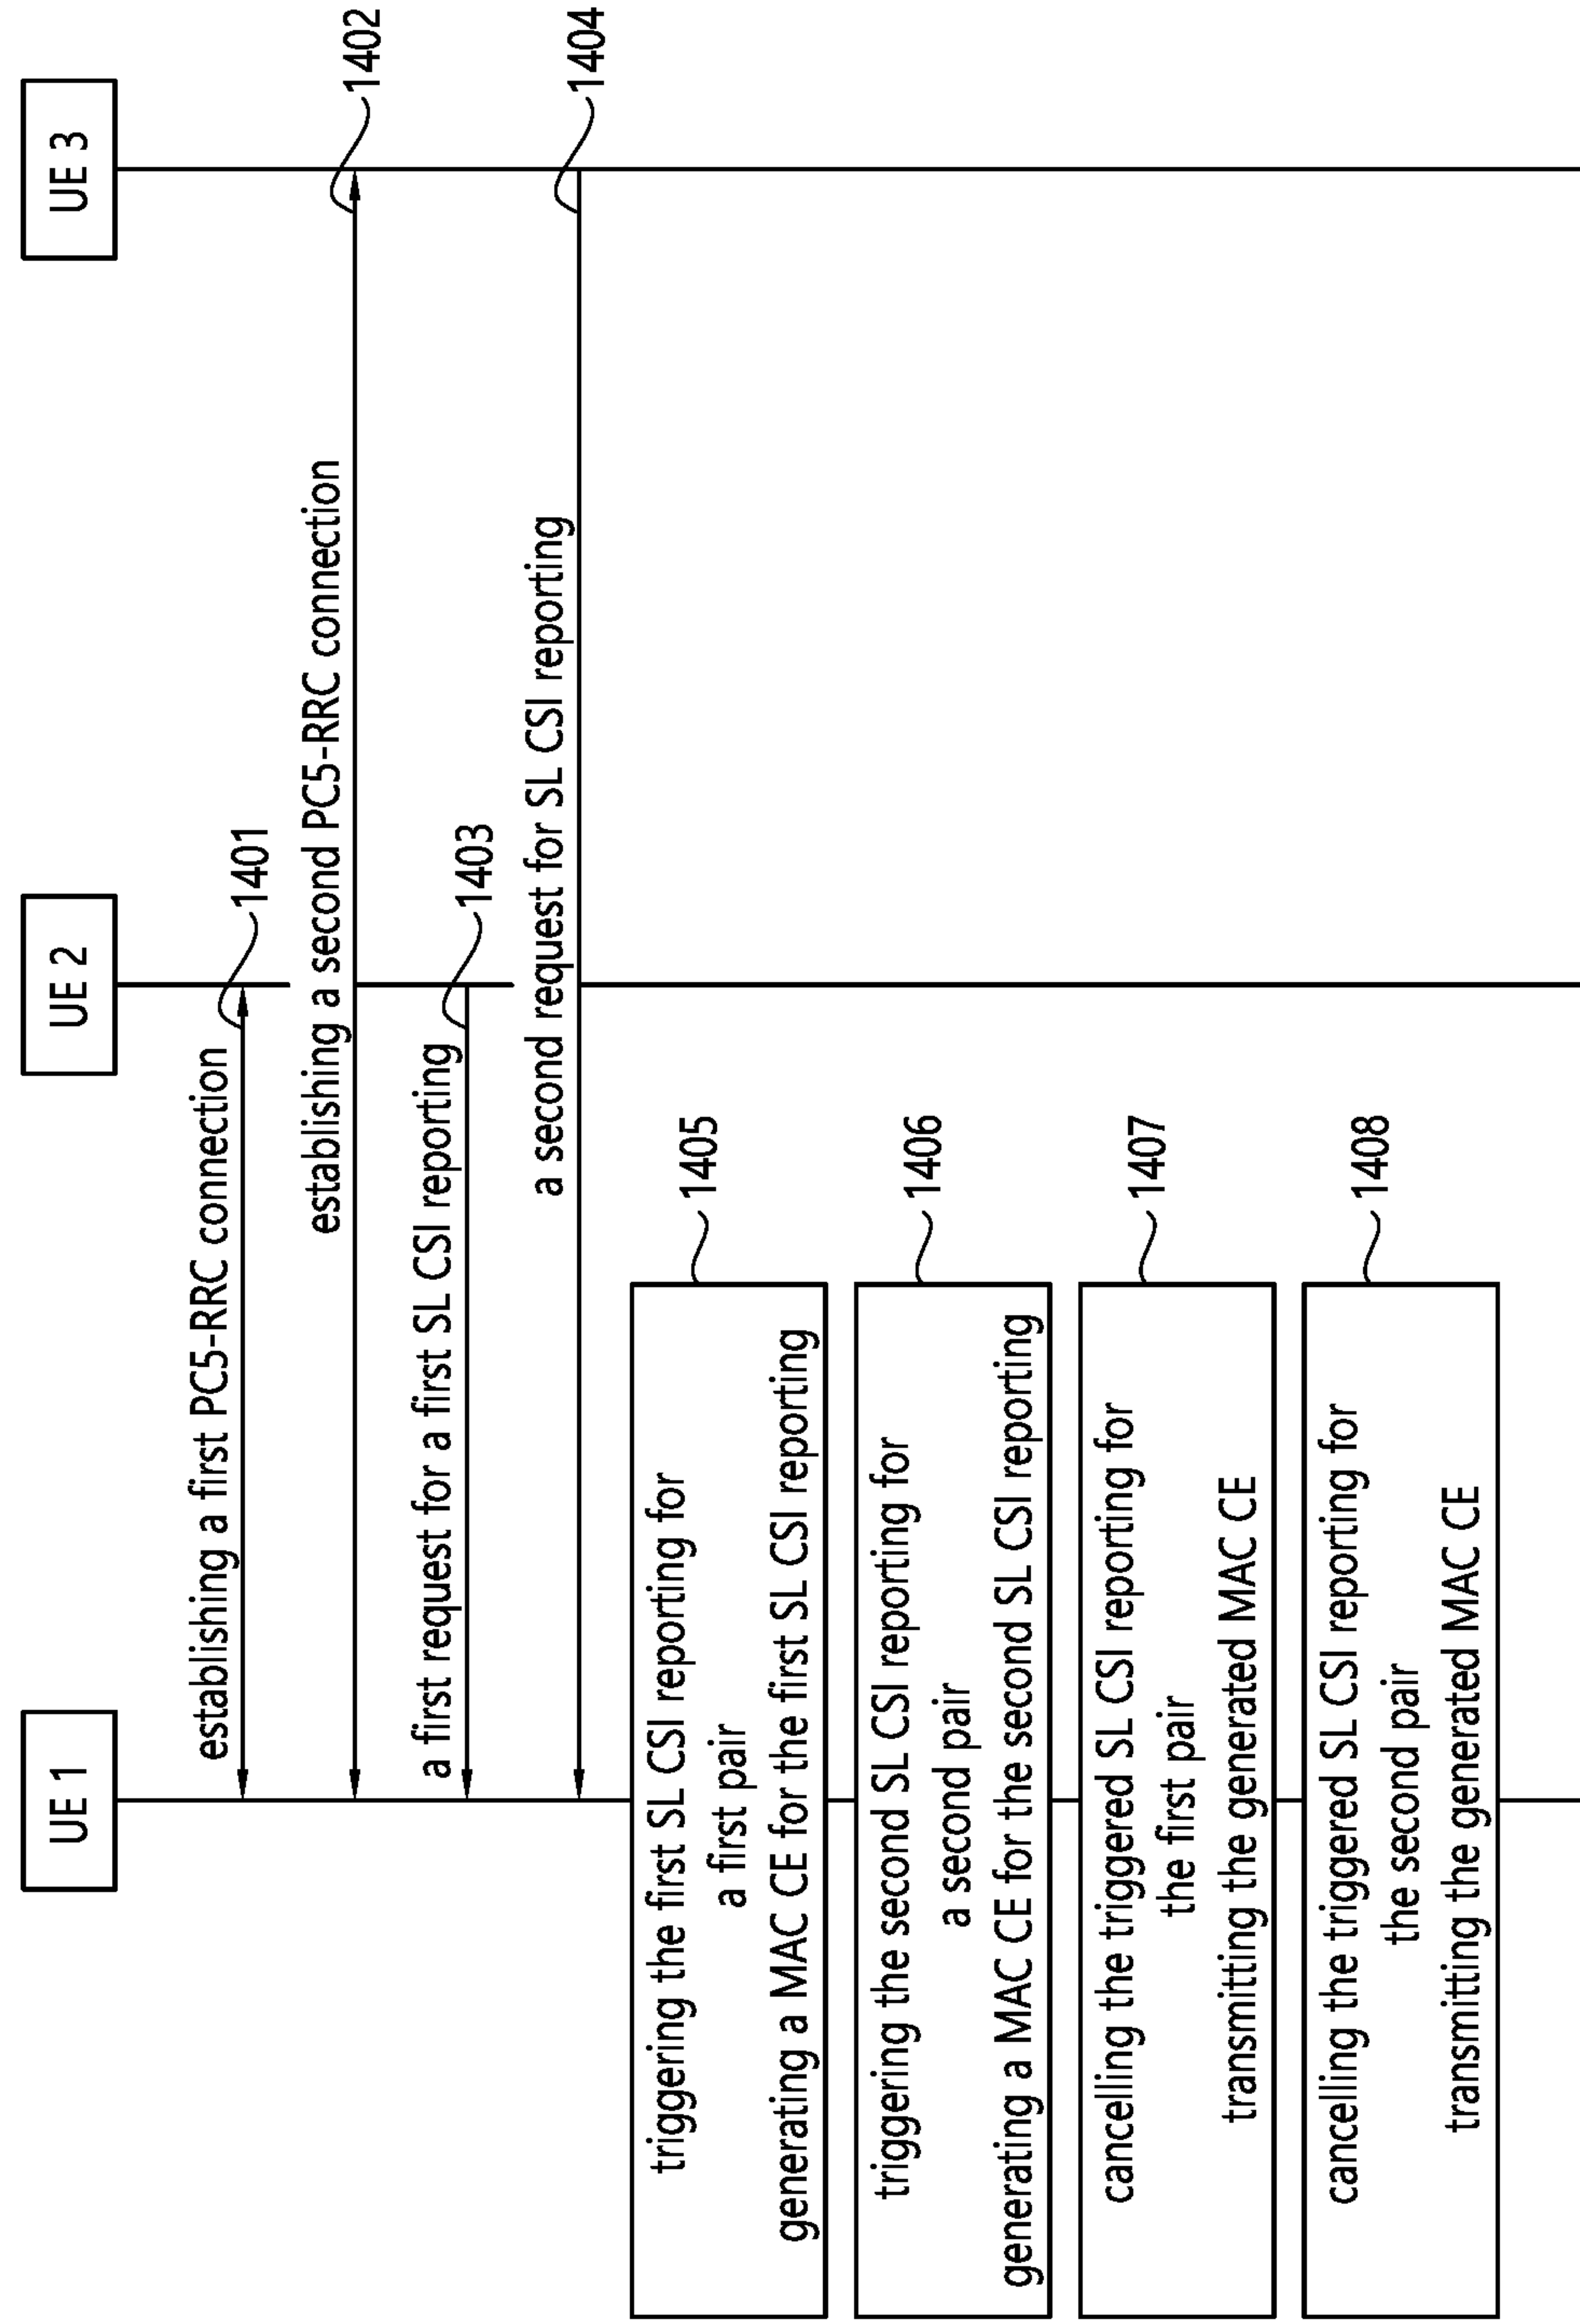 UE 1
UE 2
UE 3
establishing a first PC5-RRC connection
1401
establishing a second PC5-RRC connection
1402
a first request for a first SL CSI reporting
1403
a second request for SL CSI reporting
1404
triggering the first SL CSI reporting for
a first pair
generating a MAC CE for the first SL CSI reporting
1405
triggering the second SL CSI reporting for
a second pair
generating a MAC CE for the second SL CSI reporting
1406
cancelling the triggered SL CSI reporting for
the first pair
transmitting the generated MAC CE
1407
cancelling the triggered SL CSI reporting for
the second pair
transmitting the generated MAC CE
1408